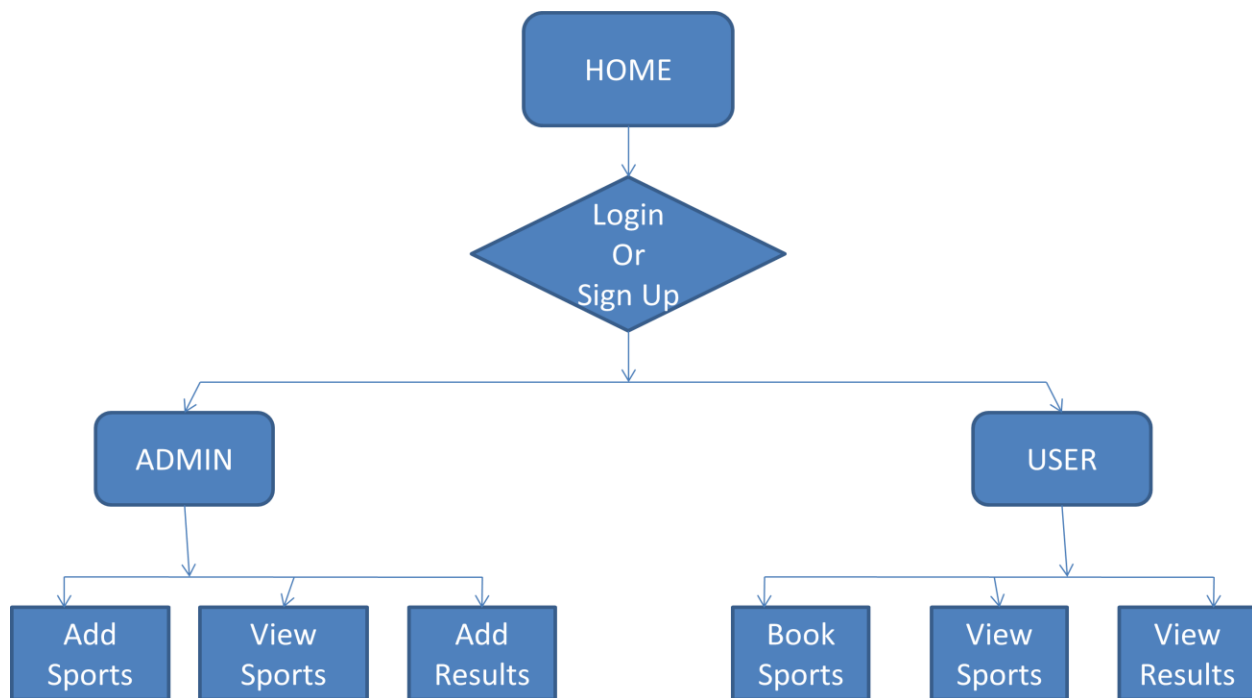 HOME
Login
Or
Sign Up
ADMIN
USER
Add
Sports
View
Sports
Add
Results
Book
Sports
View
Sports
View
Results